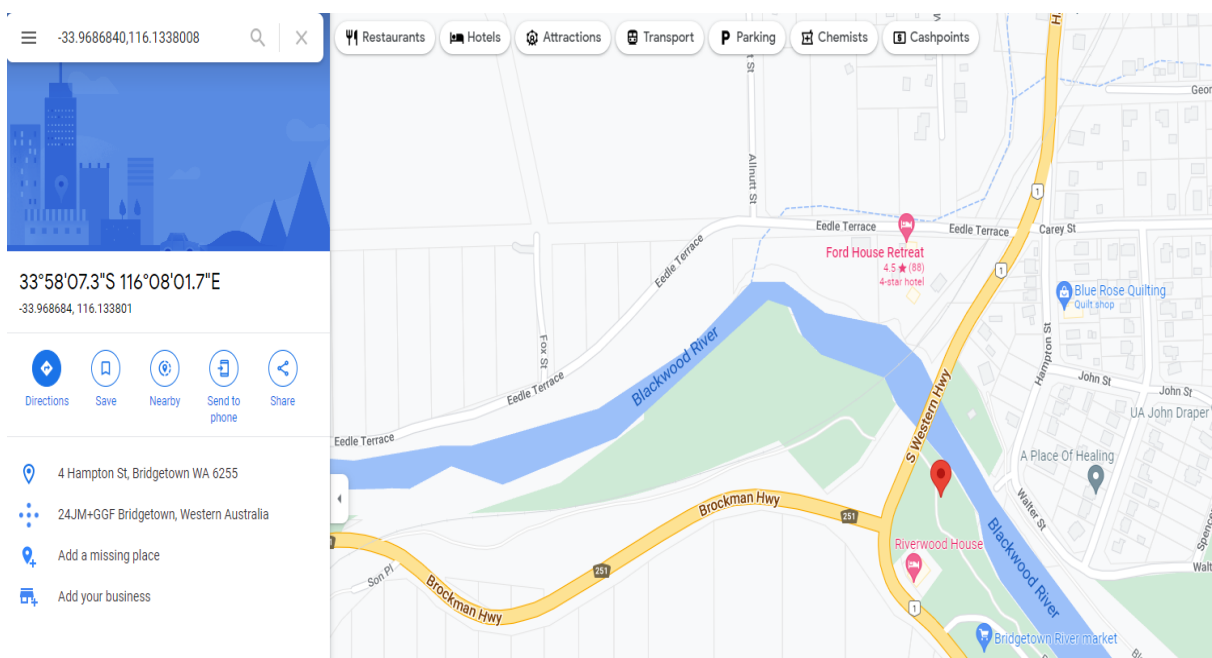 -33.9686840,116.1338008
Restaurants
Hotels
Attractions
Transport
Parking
Chemists
Cashpoints
33°58'07.3"S 116°08'01.7"E
-33.968684, 116.133801
Directions
Save
Nearby
Send to
phone
Share
4 Hampton St, Bridgetown WA 6255
24JM+GGF Bridgetown, Western Australia
Add a missing place
Add your business
St
Geor
Allnutt St
1
Eedle Terrace
Eedle Terrace
Carey St
Ford House Retreat
4.5 ★ (88)
4-star hotel
Eedle Terrace
1
Blue Rose Quilting
Quilt shop
Fox St
Blackwood River
Hampton St
Eedle Terrace
John St
John St
S Western Hwy
UA John Draper
Eedle Terrace
A Place Of Healing
Brockman Hwy
251
Walter St
Spencer
Riverwood House
Blackwood River
Walt
Son Pl
251
Brockman Hwy
1
Bridgetown River market